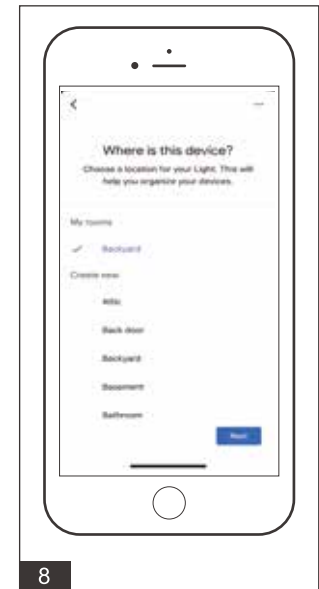 Where is this device?
Choose a location for your Light. This will
help you organize your devices.
My rooms
Backyard
Create new
Attic
Back door
Backyard
Basement
Bathroom
Next
8